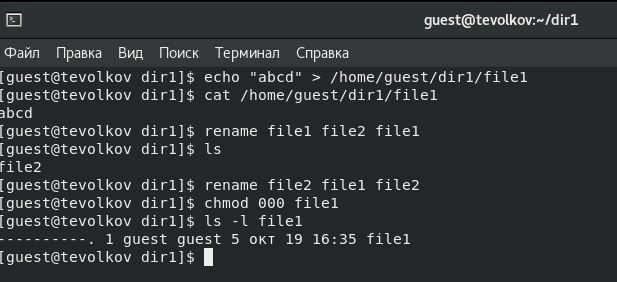 guest@tevolkov:~/dir1
Файл Правка Вид Поиск Терминал Справка
[guest@tevolkov dir1]$ echo "abcd" > /home/guest/dir1/file1
[guest@tevolkov dir1]$ cat /home/guest/dir1/file1
abcd
[guest@tevolkov dir1]$ rename file1 file2 file1
[guest@tevolkov dir1]$ ls
file2
[guest@tevolkov dir1]$ rename file2 file1 file2
[guest@tevolkov dir1]$ chmod 000 file1
[guest@tevolkov dir1]$ ls -l file1
----------. 1 guest guest 5 окт 19 16:35 file1
[guest@tevolkov dir1]$